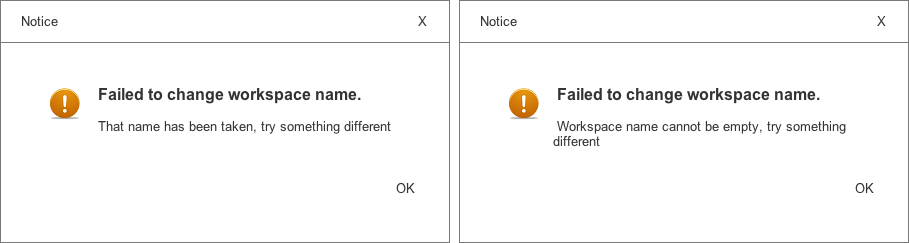 Notice X
Failed to change workspace name.
That name has been taken, try something different
OK
Notice X
Failed to change workspace name.
Workspace name cannot be empty, try something
different
OK